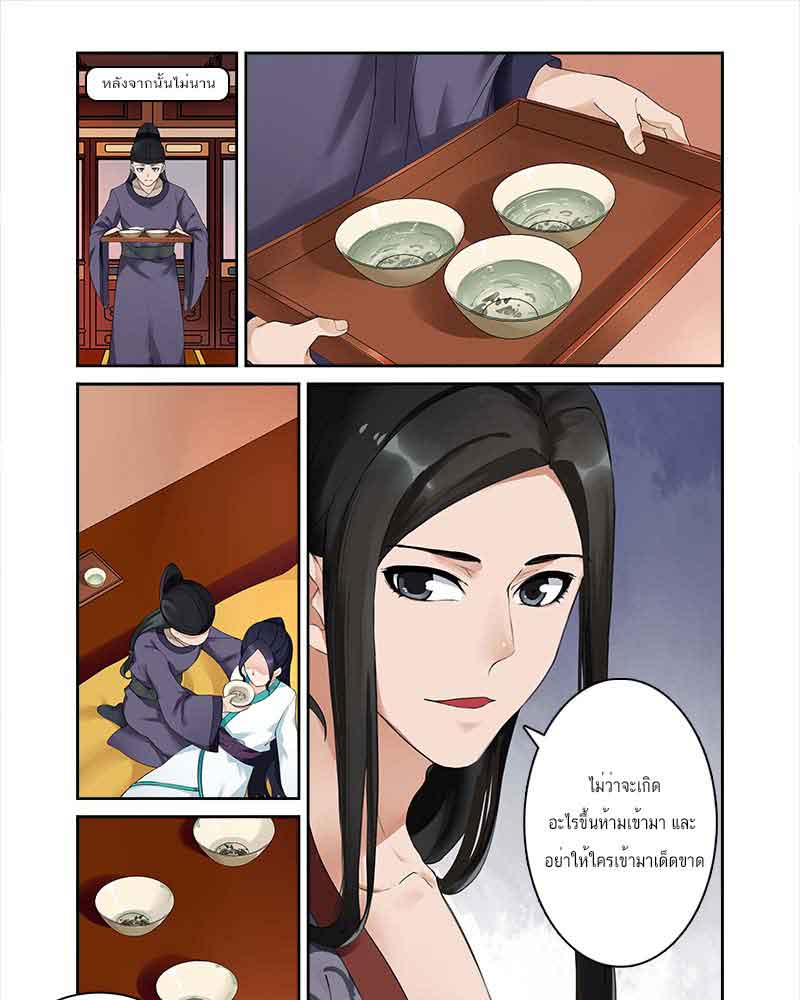 หลังจากนั้นไม่นาน
ไม่ว่าจะเกิด
อะไรขึ้นห้ามเข้ามา และ
อย่าให้ใครเข้ามาเด็ดขาด